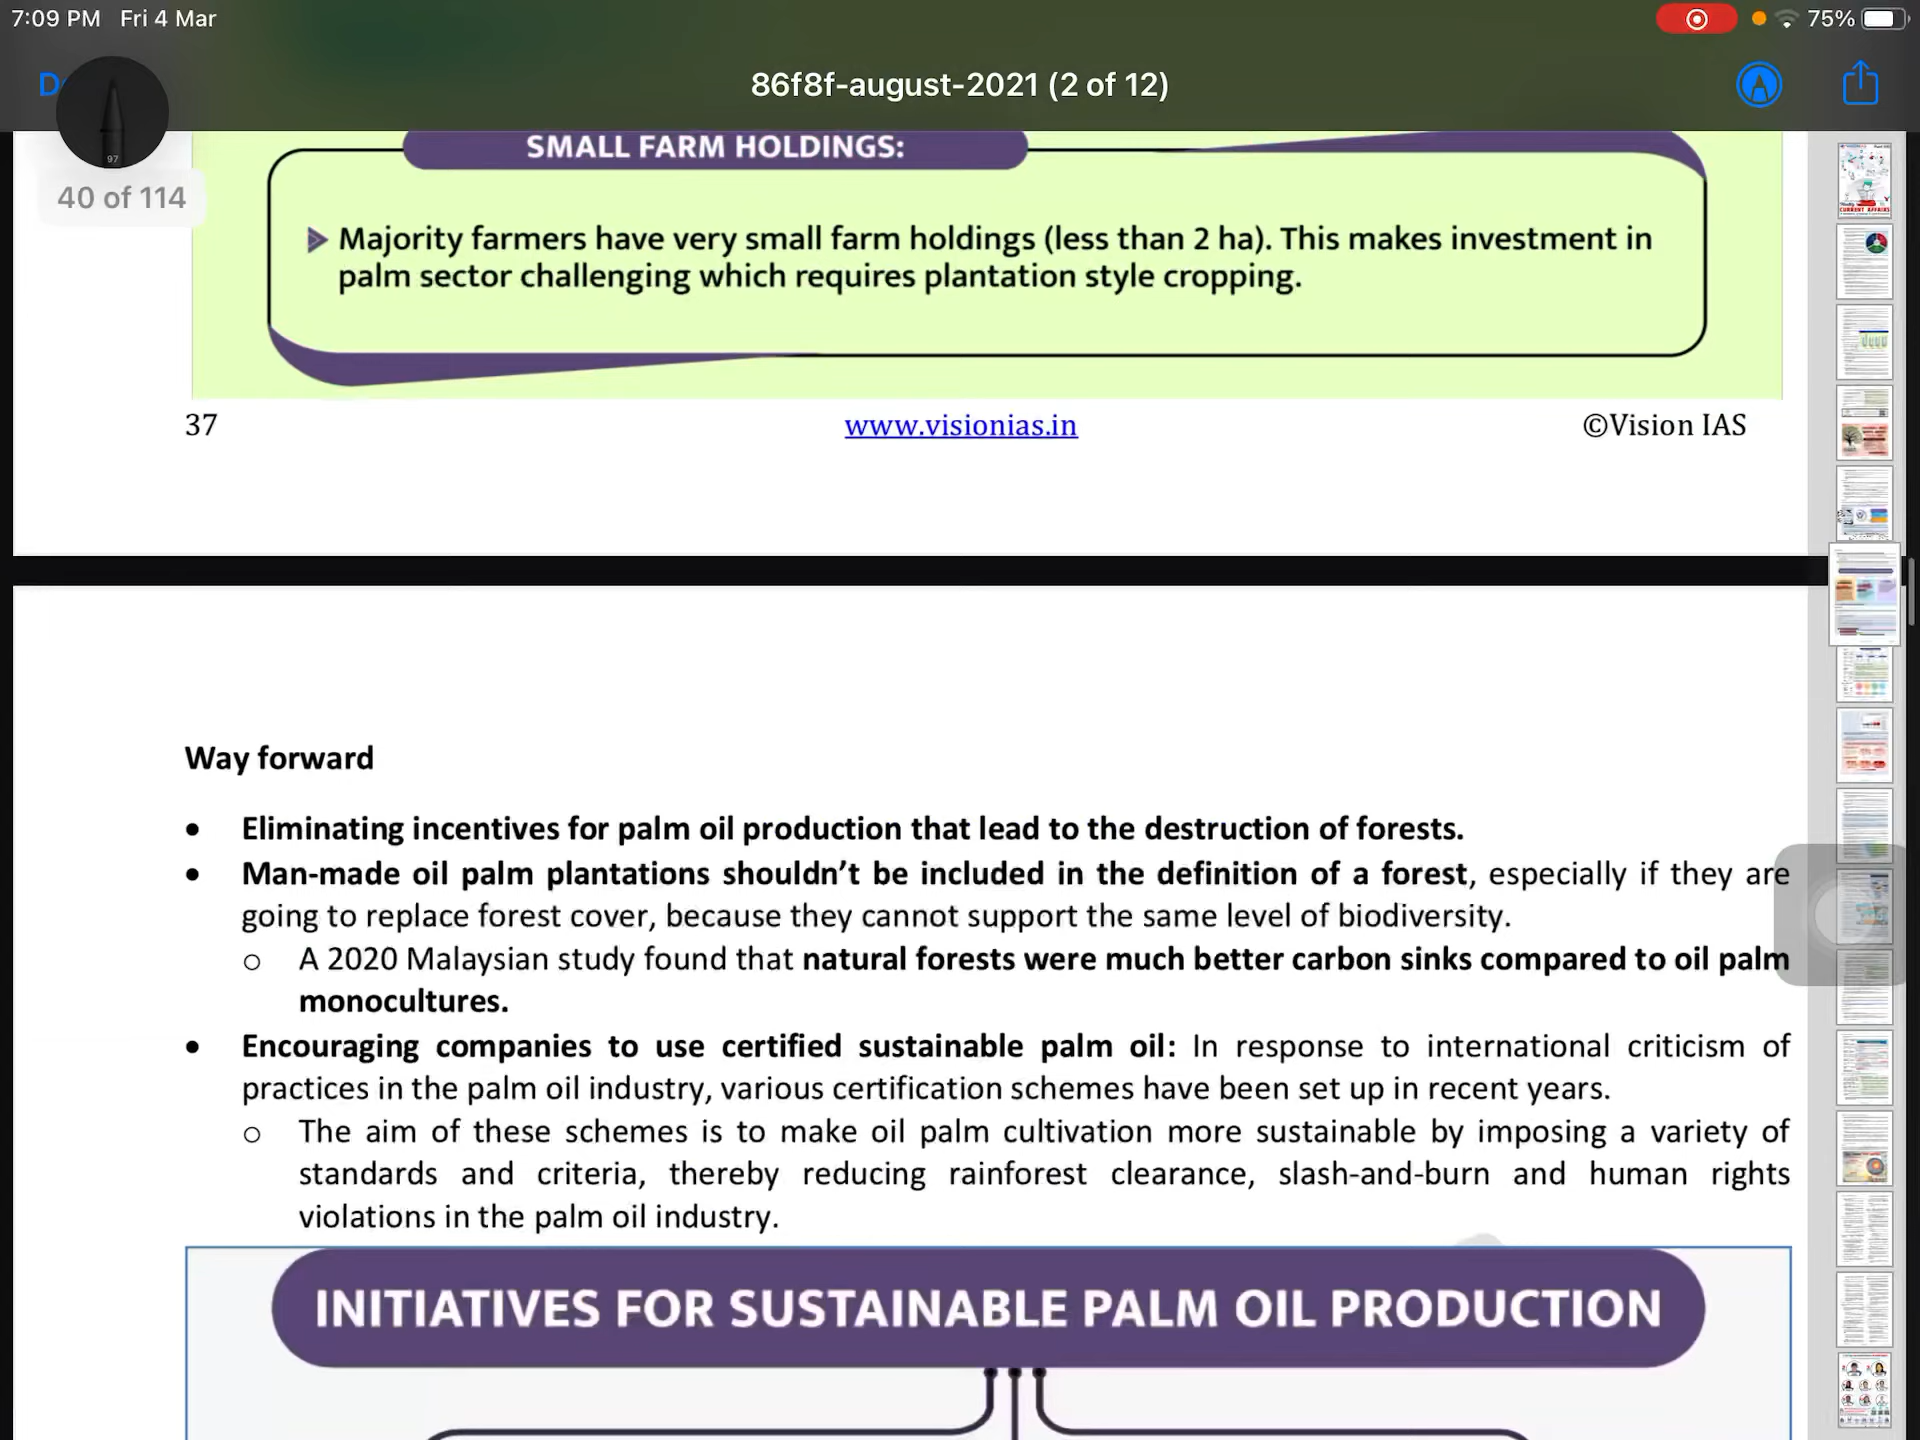 7:09 PM Fri 4 Mar
75%
86f8f-august-2021 (2 of 12)
97
40 of 114
SMALL FARM HOLDINGS:
Majority farmers have very small farm holdings (less than 2 ha). This makes investment in
palm sector challenging which requires plantation style cropping.
37 www.visionias.in ©Vision IAS
Way forward
• Eliminating incentives for palm oil production that lead to the destruction of forests.
• Man-made oil palm plantations shouldn’t be included in the definition of a forest, especially if they are
going to replace forest cover, because they cannot support the same level of biodiversity.
o A 2020 Malaysian study found that natural forests were much better carbon sinks compared to oil palm
monocultures.
• Encouraging companies to use certified sustainable palm oil: In response to international criticism of
practices in the palm oil industry, various certification schemes have been set up in recent years.
o The aim of these schemes is to make oil palm cultivation more sustainable by imposing a variety of
standards and criteria, thereby reducing rainforest clearance, slash-and-burn and human rights
violations in the palm oil industry.
INITIATIVES FOR SUSTAINABLE PALM OIL PRODUCTION